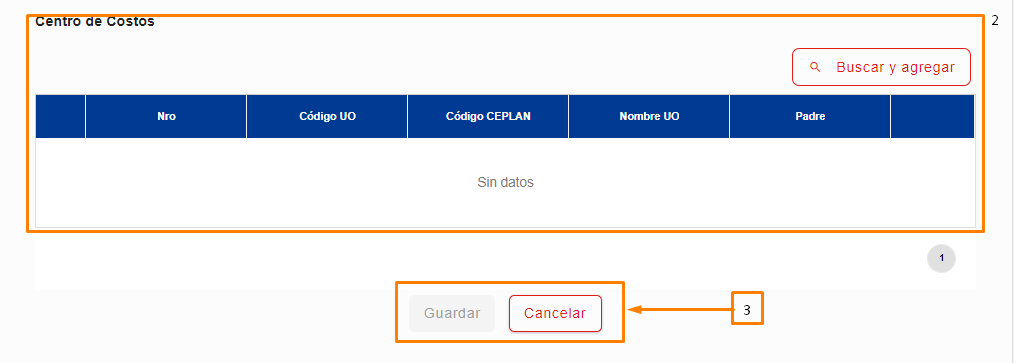 Centro de Costos
2
Buscar y agregar
Nro Código UO Código CEPLAN Nombre UO Padre
Sin datos
1
Guardar Cancelar
3